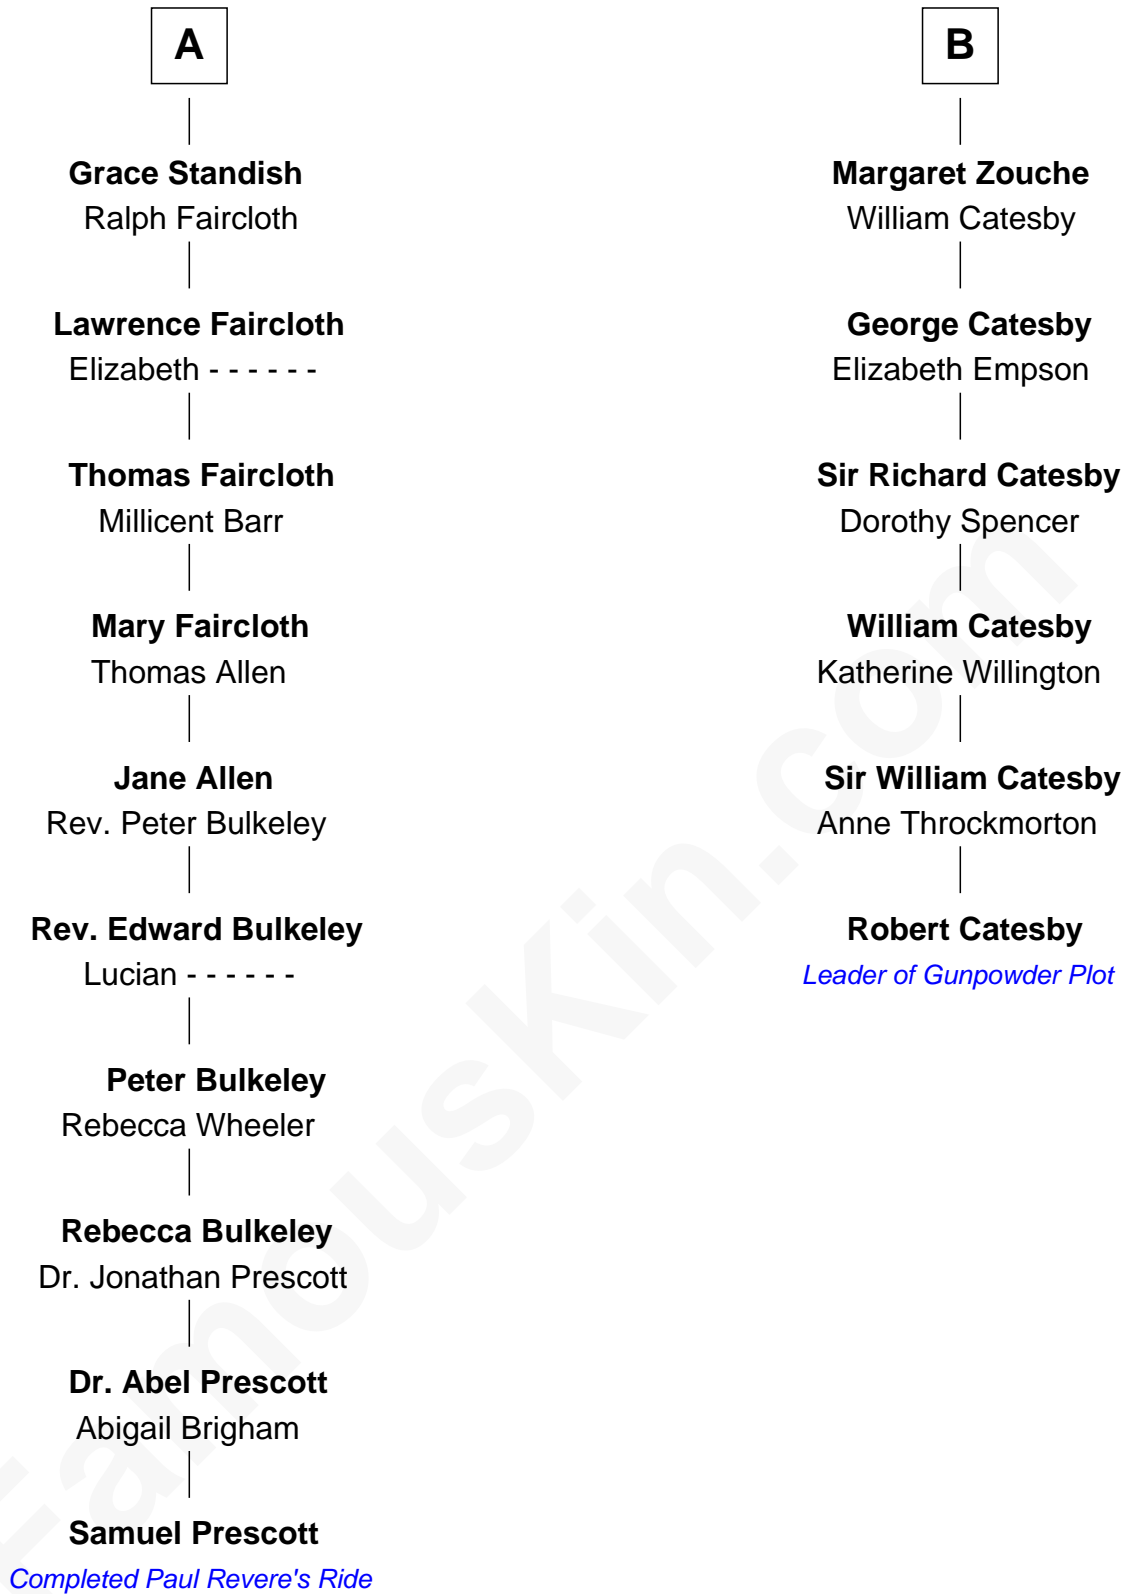 A
Grace Standish
Ralph Faircloth
Lawrence Faircloth
Elizabeth - - - - - -
Thomas Faircloth
Millicent Barr
Mary Faircloth
Thomas Allen
Jane Allen
Rev. Peter Bulkeley
Rev. Edward Bulkeley
Lucian - - - - - -
Peter Bulkeley
Rebecca Wheeler
Rebecca Bulkeley
Dr. Jonathan Prescott
Dr. Abel Prescott
Abigail Brigham
Samuel Prescott
Completed Paul Revere's Ride
B
Margaret Zouche
William Catesby
George Catesby
Elizabeth Empson
Sir Richard Catesby
Dorothy Spencer
William Catesby
Katherine Willington
Sir William Catesby
Anne Throckmorton
Robert Catesby
Leader of Gunpowder Plot
FamousKin.com